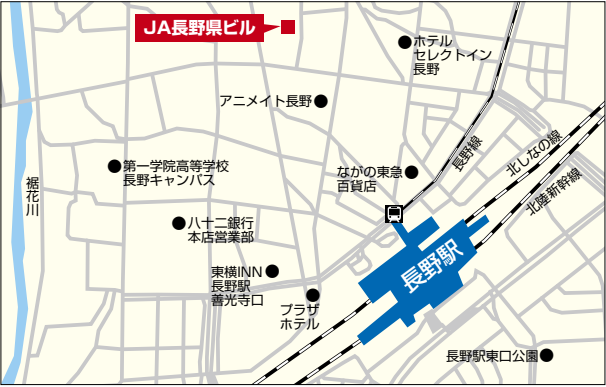 JA長野県ビル
ホテル
セレクトイン
長野
アニメイト長野
第一学院高等学校
長野キャンパス
ながの東急
百貨店
長野線
北しなの線
北陸新幹線
裾花川
八十二銀行
本店営業部
長野駅
東横INN
長野駅
善光寺口
プラザ
ホテル
長野駅東口公園